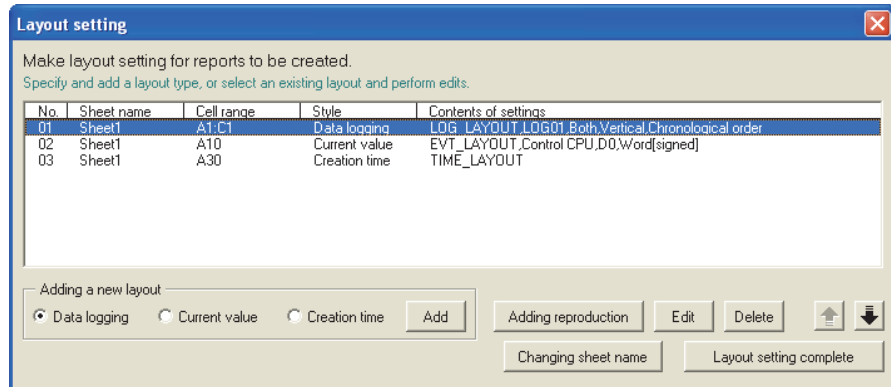 Layout setting
Make layout setting for reports to be created.
Specify and add a layout type, or select an existing layout and perform edits.
No. Sheet name Cell range Style Contents of settings
01 Sheet1 A1:C1 Data logging LOG_LAYOUT,LOG01,Both,Vertical,Chronological order
02 Sheet1 A10 Current value EVT_LAYOUT,Control CPU,D0,Word[signed]
03 Sheet1 A30 Creation time TIME_LAYOUT
Adding a new layout
Data logging Current value Creation time Add Adding reproduction Edit Delete
Changing sheet name Layout setting complete